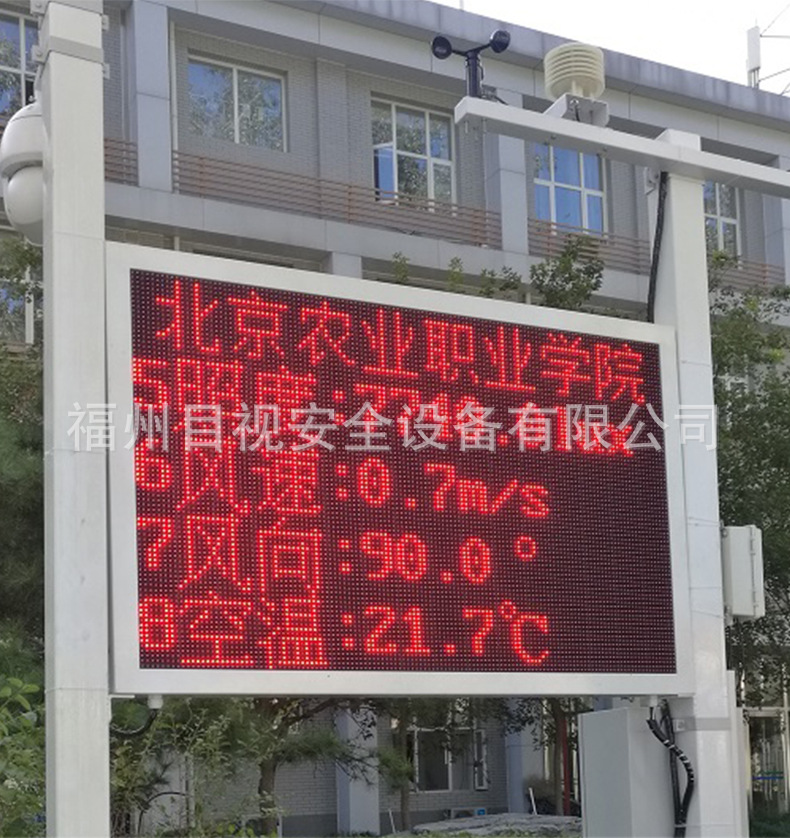 北京农业职业学院
5照度:
福州目视安全设备有限公司
6风速:0.7m/s
7风向:90.0°
8空温:21.7℃